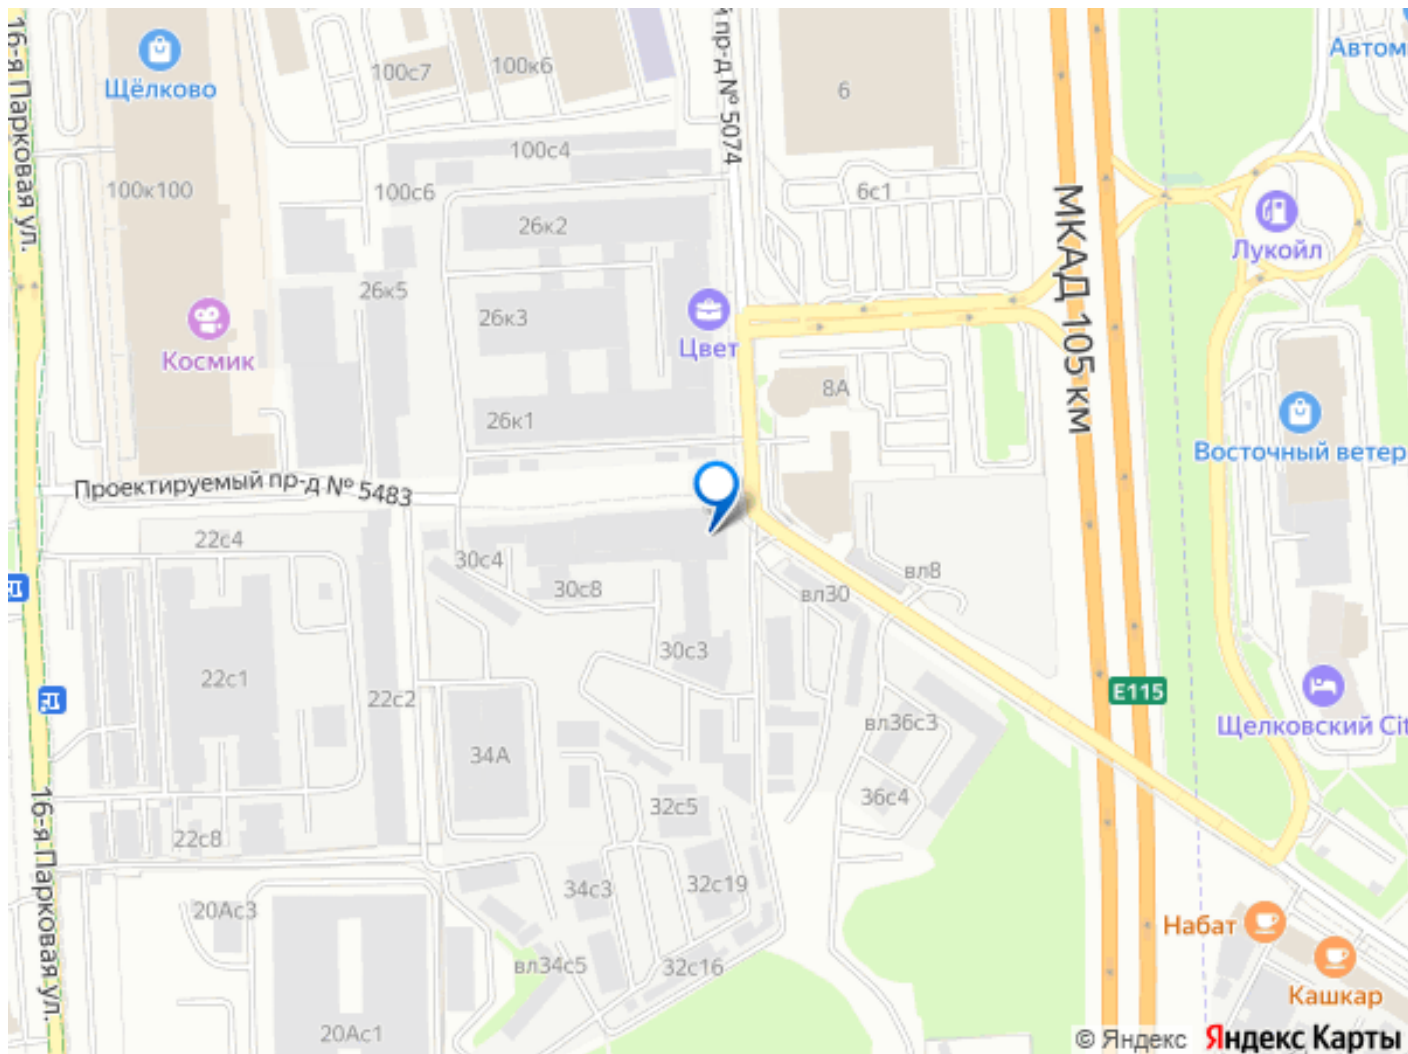 16-я Парковая ул.
Щёлково
100с7
100к6
й пр-д № 5074
6
Автом
100с4
100к100
100с6
6с1
26к2
МКАД 105 км
Лукойл
26к5
26к3
Космик
Цвет
8А
26к1
Восточный ветер
Проектируемый пр-д № 5483
22с4
30с4
30с8
вл30
вл8
30с3
22с1
22с2
E115
вл36с3
Щелковский Cit
34А
36с4
32с5
16-я Парковая ул.
22с8
34с3
32с19
20Ас3
Набат
вл34с5
32с16
Кашкар
20Ас1
© Яндекс Яндекс Карты